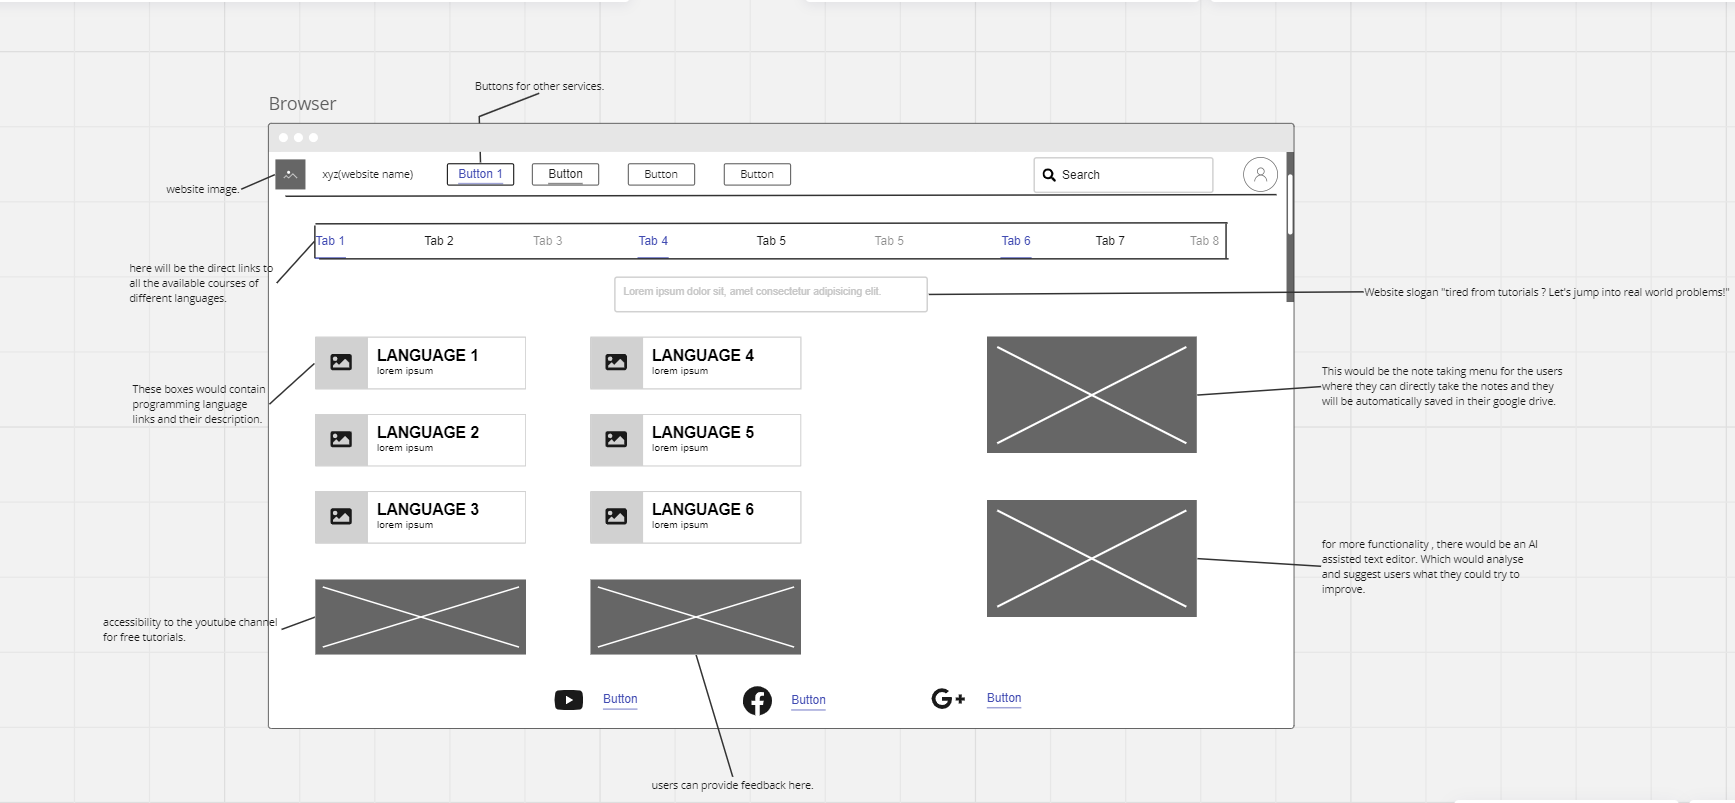 Buttons for other services.
Browser
xyz(website name)
Button 1
Button
Button
Button
Search
website image.
Tab 1
Tab 2
Tab 3
Tab 4
Tab 5
Tab 5
Tab 6
Tab 7
Tab 8
here will be the direct links to
all the available courses of
different languages.
Lorem ipsum dolor sit, amet consectetur adipisicing elit.
Website slogan "tired from tutorials ? Let's jump into real world problems!"
LANGUAGE 1
lorem ipsum
LANGUAGE 4
lorem ipsum
This would be the note taking menu for the users
where they can directly take the notes and they
will be automatically saved in their google drive.
These boxes would contain
programming language
links and their description.
LANGUAGE 2
lorem ipsum
LANGUAGE 5
lorem ipsum
LANGUAGE 3
lorem ipsum
LANGUAGE 6
lorem ipsum
for more functionality , there would be an AI
assisted text editor. Which would analyse
and suggest users what they could try to
improve.
accessibility to the youtube channel
for free tutorials.
Button
Button
G+
Button
users can provide feedback here.